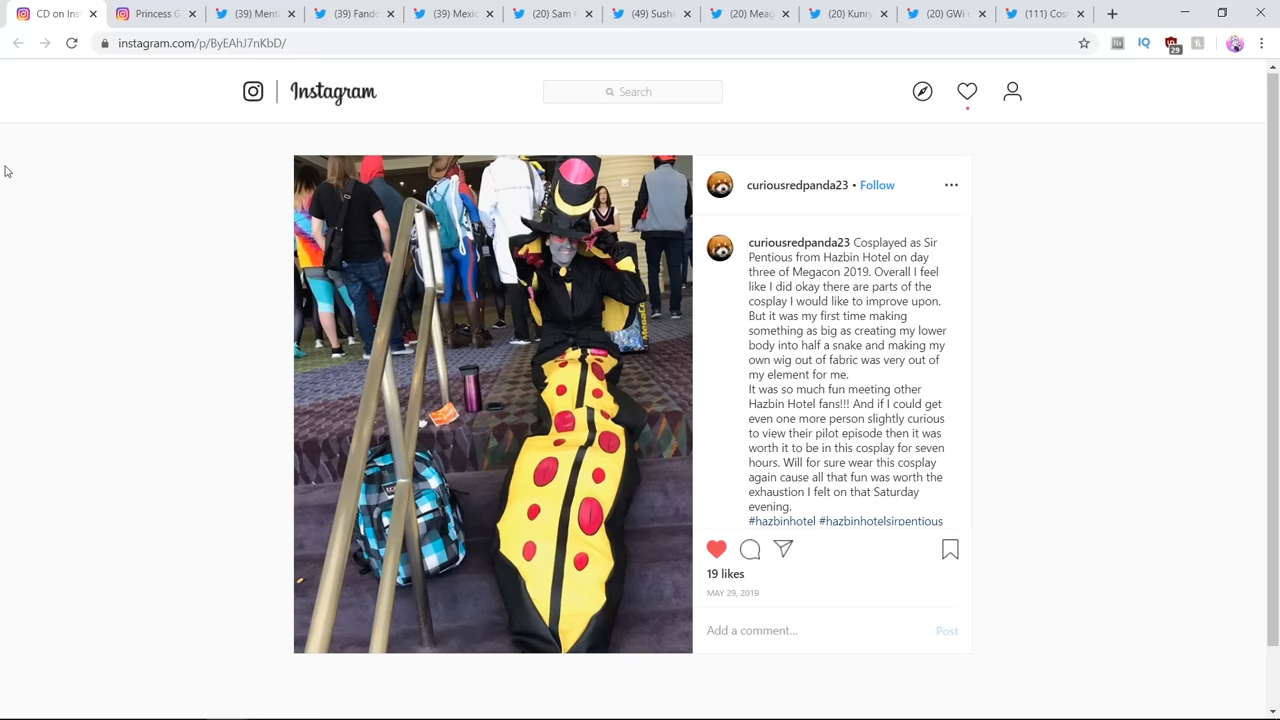 CD on Inst
Princess G
(39) Ment
(39) Fand
(39) Mexic
(20) Sam
(49) Sushi
(20) Meag
(20) Kunn
(20) GWi
(111) Cosr
instagram.com/p/ByEAhJ7nKbD/
IQ
29
Instagram
Search
curiousredpanda23 • Follow
curiousredpanda23 Cosplayed as Sir
Pentious from Hazbin Hotel on day
three of Megacon 2019. Overall I feel
like I did okay there are parts of the
cosplay I would like to improve upon.
But it was my first time making
something as big as creating my lower
body into half a snake and making my
own wig out of fabric was very out of
my element for me.
It was so much fun meeting other
Hazbin Hotel fans!!! And if I could get
even one more person slightly curious
to view their pilot episode then it was
worth it to be in this cosplay for seven
hours. Will for sure wear this cosplay
again cause all that fun was worth the
exhaustion I felt on that Saturday
evening.
#hazbinhotel #hazbinhotelsirpentious
19 likes
MAY 29, 2019
Add a comment...
Post